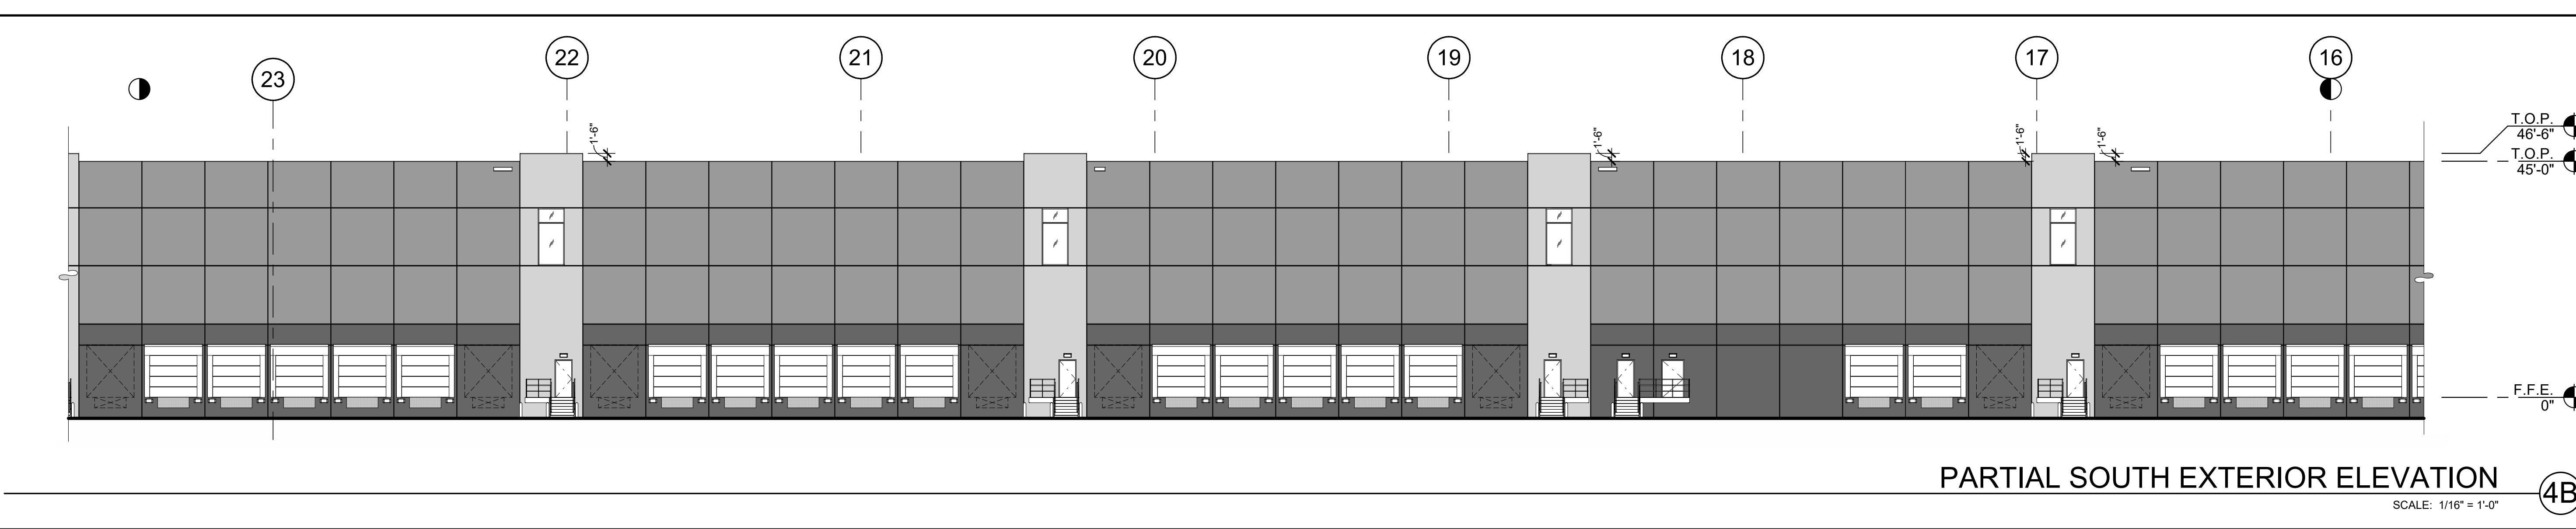 23
22
21
20
19
18
17
16
1'-6"
1'-6"
1'-6"
1'-6"
T.O.P.
46'-6"
T.O.P.
45'-0"
F.F.E.
0"
PARTIAL SOUTH EXTERIOR ELEVATION
SCALE: 1/16" = 1'-0"
4B